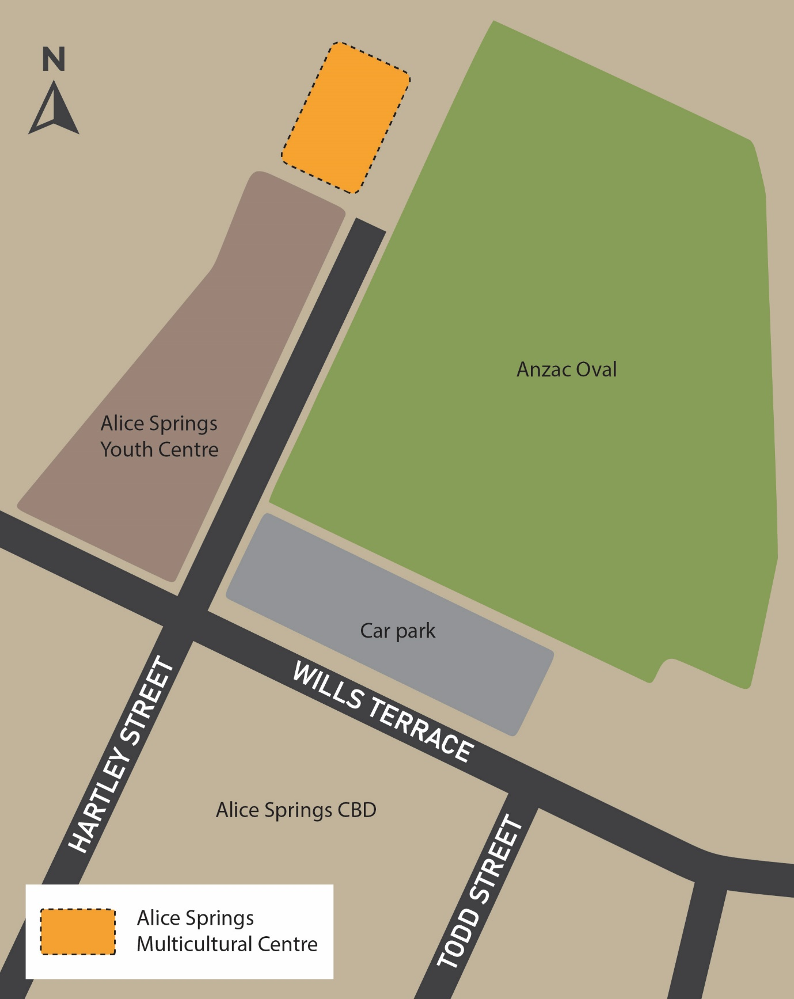 N
Anzac Oval
Alice Springs
Youth Centre
Car park
WILLS TERRACE
HARTLEY STREET
Alice Springs CBD
TODD STREET
Alice Springs
Multicultural Centre